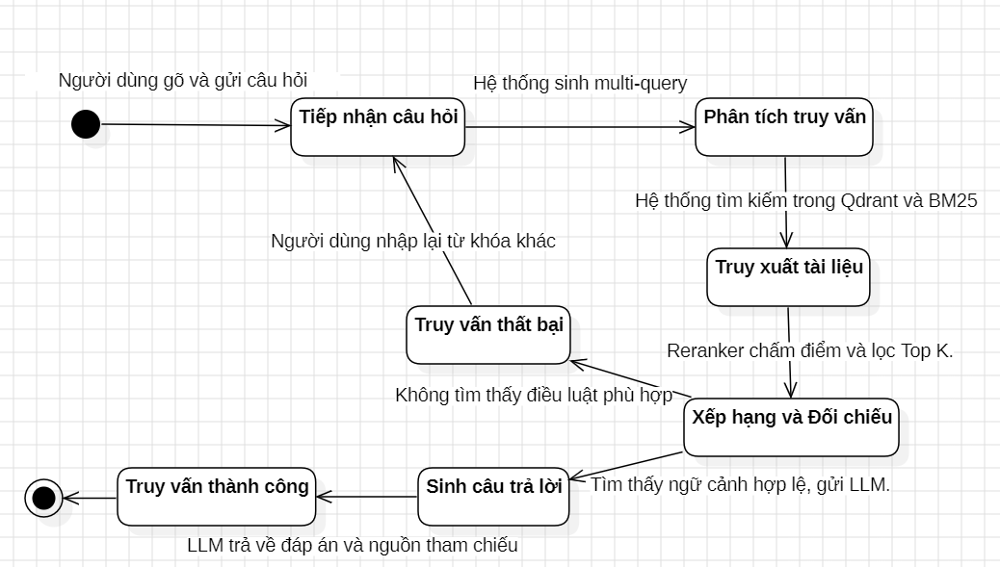 Người dùng gõ và gửi câu hỏi
Hệ thống sinh multi-query
Tiếp nhận câu hỏi
Phân tích truy vấn
Hệ thống tìm kiếm trong Qdrant và BM25
Người dùng nhập lại từ khóa khác
Truy xuất tài liệu
Truy vấn thất bại
Reranker chấm điểm và lọc Top K.
Không tìm thấy điều luật phù hợp
Xếp hạng và Đối chiếu
Truy vấn thành công
Sinh câu trả lời
Tìm thấy ngữ cảnh hợp lệ, gửi LLM.
LLM trả về đáp án và nguồn tham chiếu